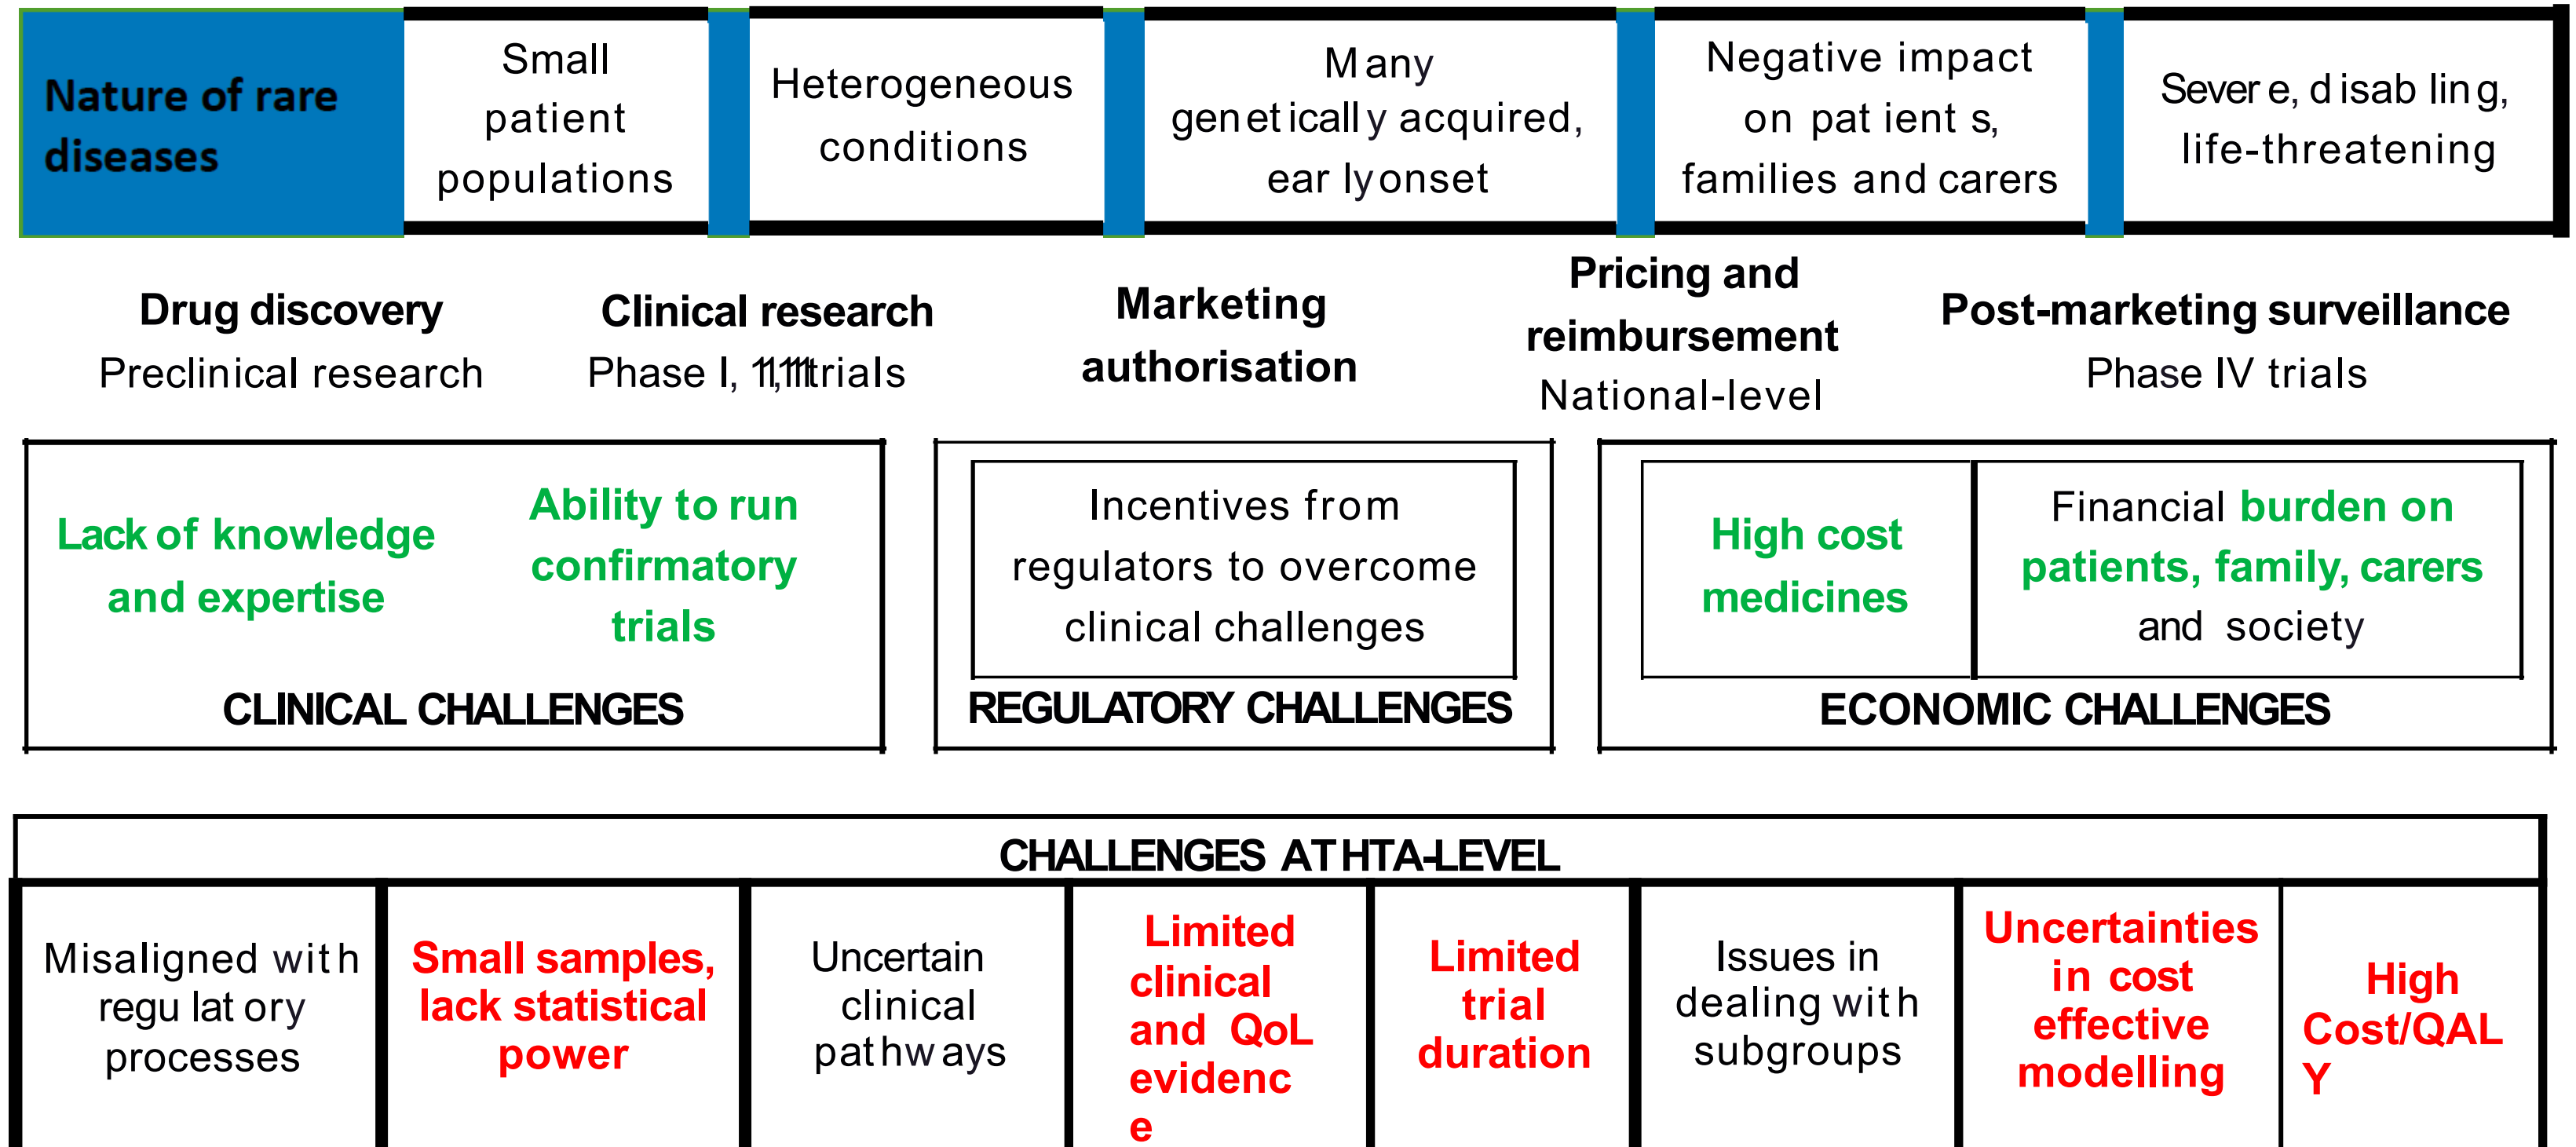 Nature of rare
diseases
Small
patient
populations
Heterogeneous
conditions
Many
genetically acquired,
early onset
Negative impact
on patients,
families and carers
Severe, disabling,
life-threatening
Drug discovery
Preclinical research
Clinical research
Phase I, 11,111trials
Marketing
authorisation
Pricing and
reimbursement
National-level
Post-marketing surveillance
Phase IV trials
Lack of knowledge
and expertise
Ability to run
confirmatory
trials
CLINICAL CHALLENGES
Incentives from
regulators to overcome
clinical challenges
REGULATORY CHALLENGES
High cost
medicines
Financial burden on
patients, family, carers
and society
ECONOMIC CHALLENGES
CHALLENGES AT HTA-LEVEL
Misaligned with
regulatory
processes
Small samples,
lack statistical
power
Uncertain
clinical
pathways
Limited
clinical
and QoL
evidenc
e
Limited
trial
duration
Issues in
dealing with
subgroups
Uncertainties
in cost
effective
modelling
High
Cost/QAL
Y